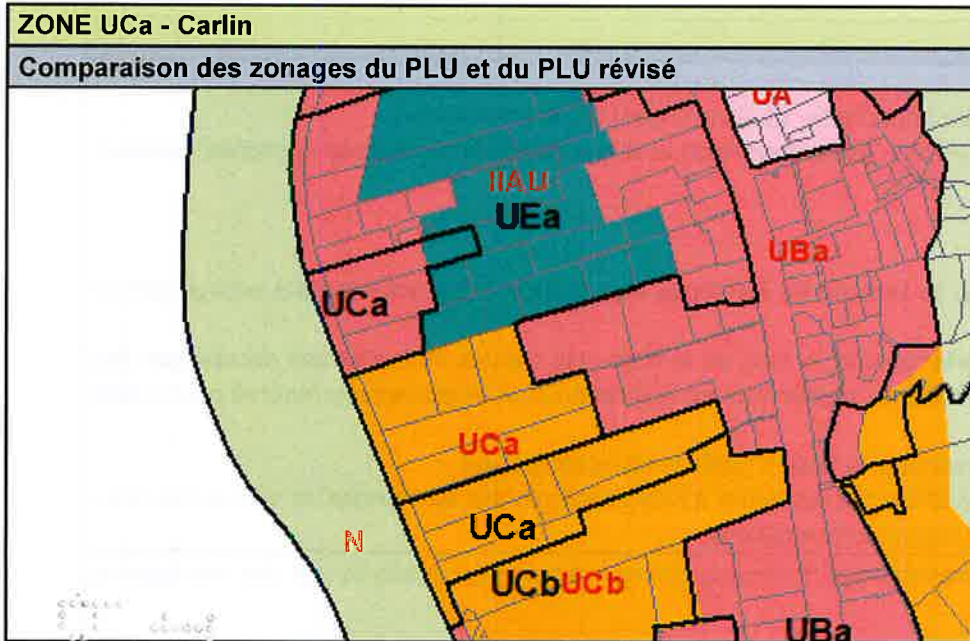 ZONE UCa - Carlin
Comparaison des zonages du PLU et du PLU révisé
UA
IIAU
UEa
UBa
UCa
UCa
UCa
N
UCbUCb
UBa